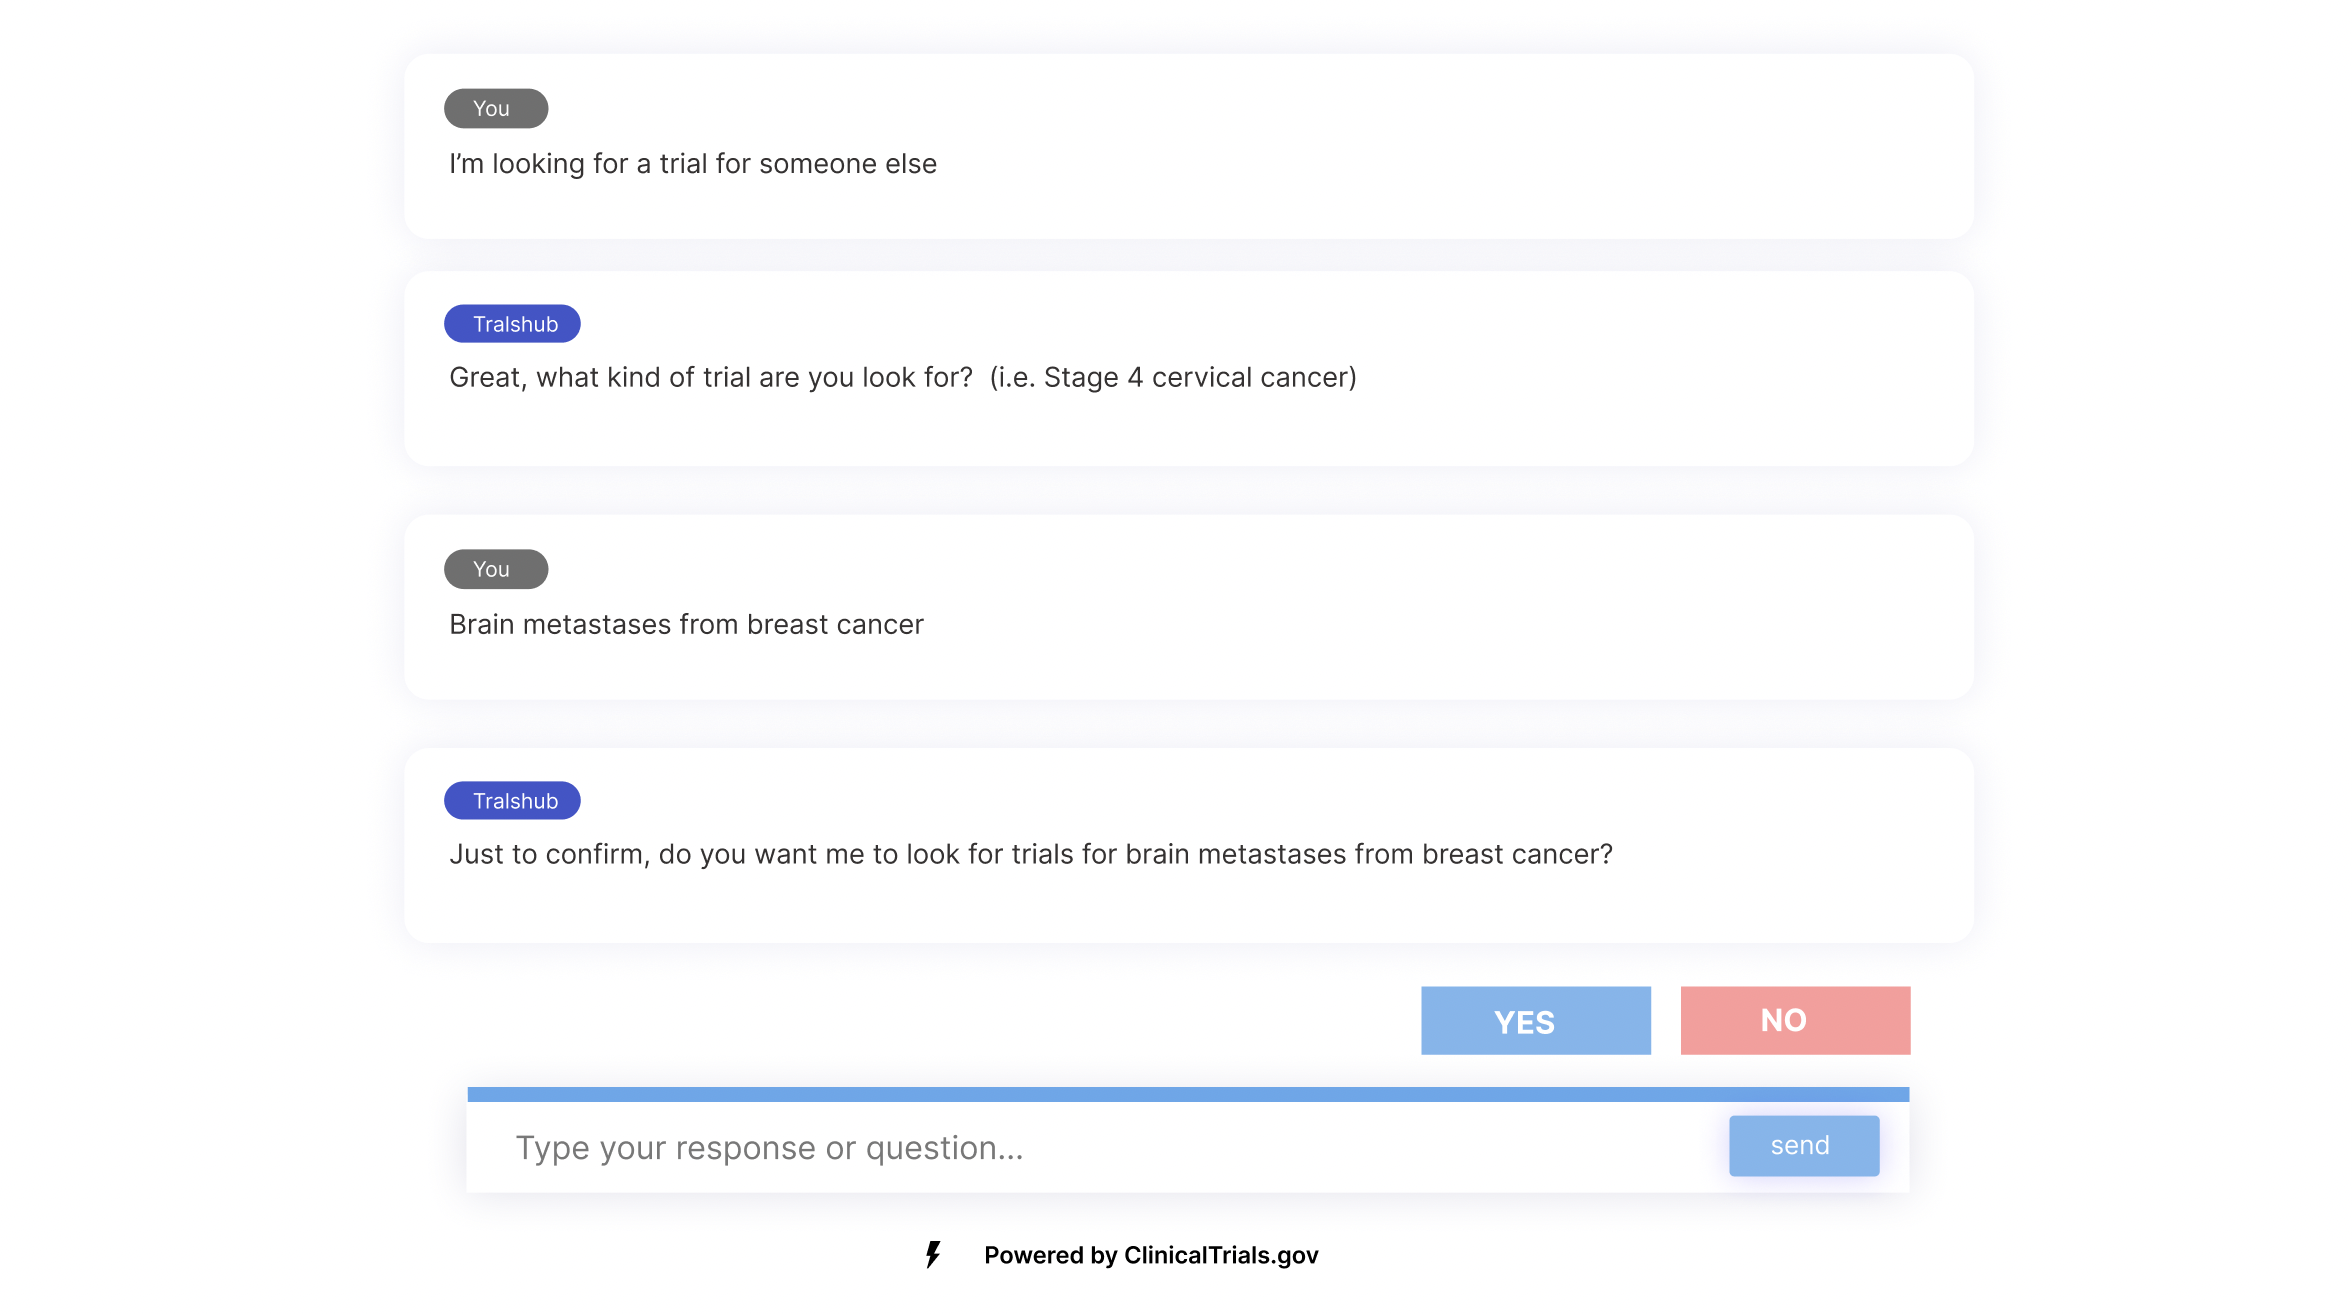 You
I’m looking for a trial for someone else
Tralshub
Great, what kind of trial are you look for?  (i.e. Stage 4 cervical cancer)
You
Brain metastases from breast cancer
Tralshub
Just to confirm, do you want me to look for trials for brain metastases from breast cancer?
YES
NO
Type your response or question...
send
Powered by ClinicalTrials.gov